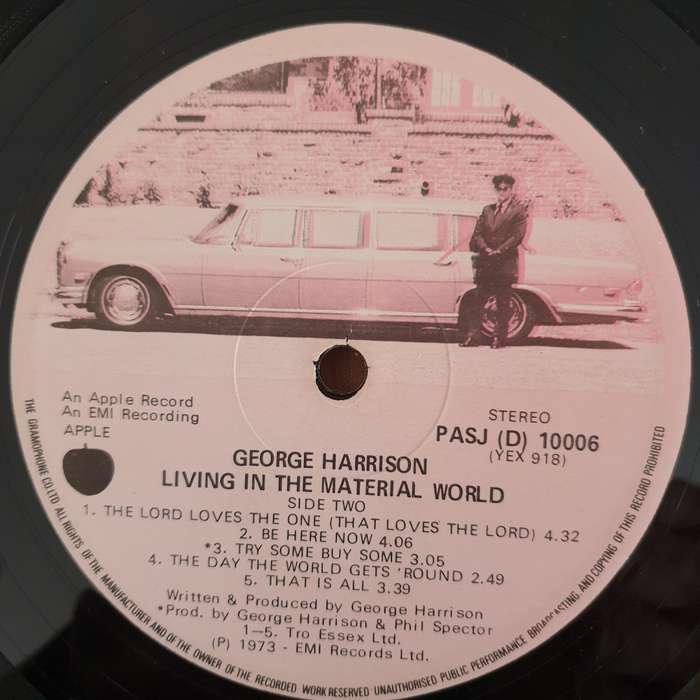 An Apple Record
An EMI Recording
APPLE
STEREO
PASJ (D) 10006
(YEX 918)
GEORGE HARRISON
LIVING IN THE MATERIAL WORLD
SIDE TWO
1. THE LORD LOVES THE ONE (THAT LOVES THE LORD) 4.32
2. BE HERE NOW 4.06
*3. TRY SOME BUY SOME 3.05
4. THE DAY THE WORLD GETS 'ROUND 2.49
5. THAT IS ALL 3.39
Written & Produced by George Harrison
*Prod. by George Harrison & Phil Spector
1—5. Tro Essex Ltd.
(P) 1973 - EMI Records Ltd.
THE GRAMOPHONE CO. LTD. ALL RIGHTS OF THE MANUFACTURER AND OF THE OWNER OF THE RECORDED WORK RESERVED UNAUTHORISED PUBLIC PERFORMANCE BROADCASTING AND COPYING OF THIS RECORD PROHIBITED